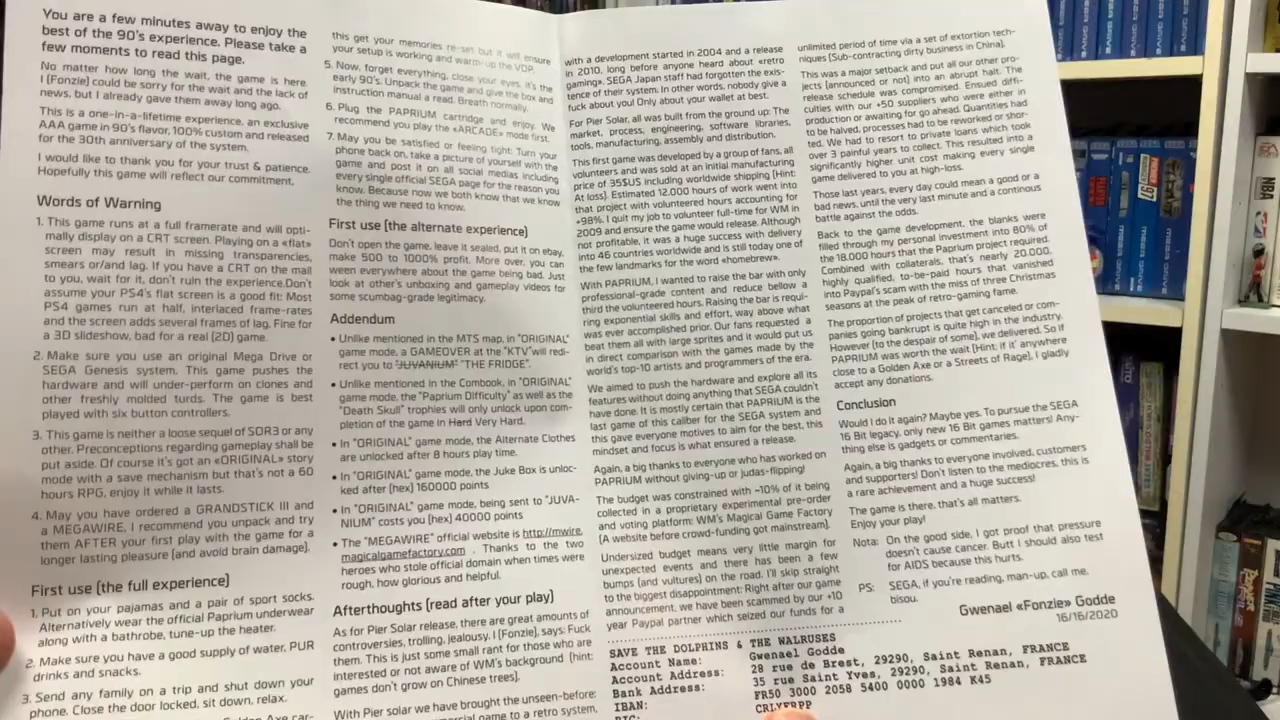 You are a few minutes away to enjoy the
best of the 90's experience. Please take a
few moments to read this page.
No matter how long the wait, the game is here.
I (Fonzie) could be sorry for the wait and the lack of
news, but I already gave them away long ago.
This is a one-in-a-lifetime experience, an exclusive
AAA game in 90's flavor, 100% custom and released
for the 30th anniversary of the system.
I would like to thank you for your trust & patience.
Hopefully this game will reflect our commitment.
Words of Warning
1. This game runs at a full framerate and will opti-
mally display on a CRT screen. Playing on a «flat»
screen may result in missing transparencies,
smears or/and lag. If you have a CRT on the mail
to you, wait for it, don't ruin the experience.Don't
assume your PS4's flat screen is a good fit: Most
PS4 games run at half, interlaced frame-rates
and the screen adds several frames of lag. Fine for
a 3D slideshow, bad for a real (2D) game.
2. Make sure you use an original Mega Drive or
SEGA Genesis system. This game pushes the
hardware and will under-perform on clones and
other freshly molded turds. The game is best
played with six button controllers.
3. This game is neither a loose sequel of SOR3 or any
other. Preconceptions regarding gameplay shall be
put aside. Of course it's got an «ORIGINAL» story
mode with a save mechanism but that's not a 60
hours RPG, enjoy it while it lasts.
4. May you have ordered a GRANDSTICK III and
a MEGAWIRE, I recommend you unpack and try
them AFTER your first play with the game for a
longer lasting pleasure (and avoid brain damage).
First use (the full experience)
1. Put on your pajamas and a pair of sport socks.
Alternatively wear the official Paprium underwear
along with a bathrobe, tune-up the heater.
2. Make sure you have a good supply of water, PUR
drinks and snacks.
3. Send any family on a trip and shut down your
phone. Close the door locked, sit down, relax.
Golden Axe car-
this get your memories re-set but it will ensure
your setup is working and warm-up the VDP.
5. Now, forget everything, close your eyes, it's the
early 90's. Unpack the game and give the box and
instruction manual a read. Breath normally.
6. Plug the PAPRIUM cartridge and enjoy. We
recommend you play the «ARCADE» mode first.
7. May you be satisfied or feeling tight: Turn your
phone back on, take a picture of yourself with the
game and post it on all social medias including
every single official SEGA page for the reason you
know. Because now we both know that we know
the thing we need to know.
First use (the alternate experience)
Don't open the game, leave it sealed, put it on ebay,
make 500 to 1000% profit. More over, you can
ween everywhere about the game being bad. Just
look at other's unboxing and gameplay videos for
some scumbag-grade legitimacy.
Addendum
• Unlike mentioned in the MTS map, in "ORIGINAL"
game mode, a GAMEOVER at the "KTV" will redi-
rect you to "JUVANIUM" "THE FRIDGE".
• Unlike mentioned in the Combook, in "ORIGINAL"
game mode, the "Paprium Difficulty" as well as the
"Death Skull" trophies will only unlock upon com-
pletion of the game in Hard Very Hard.
• In "ORIGINAL" game mode, the Alternate Clothes
are unlocked after 8 hours play time.
• In "ORIGINAL" game mode, the Juke Box is unloc-
ked after (hex) 160000 points
• In "ORIGINAL" game mode, being sent to "JUVA-
NIUM" costs you (hex) 40000 points
• The "MEGAWIRE" official website is http://mwire.
magicalgamefactory.com . Thanks to the two
heroes who stole official domain when times were
rough, how glorious and helpful.
Afterthoughts (read after your play)
As for Pier Solar release, there are great amounts of
controversies, trolling, jealousy. I (Fonzie), says: Fuck
them. This is just some small rant for those who are
interested or not aware of WM's background (hint:
games don't grow on Chinese trees).
With Pier solar we have brought the unseen-before:
game to a retro system,
with a development started in 2004 and a release
in 2010, long before anyone heard about «retro
gaming». SEGA Japan staff had forgotten the exis-
tence of their system. In other words, nobody give a
fuck about you! Only about your wallet at best.
For Pier Solar, all was built from the ground up: The
market, process, engineering, software libraries,
tools, manufacturing, assembly and distribution.
This first game was developed by a group of fans, all
volunteers and was sold at an initial manufacturing
price of 35$US including worldwide shipping (Hint:
At loss). Estimated 12.000 hours of work went into
that project with volunteered hours accounting for
+98%. I quit my job to volunteer full-time for WM in
2009 and ensure the game would release. Although
not profitable, it was a huge success with delivery
into 46 countries worldwide and is still today one of
the few landmarks for the word «homebrew».
With PAPRIUM, I wanted to raise the bar with only
professional-grade content and reduce bellow a
third the volunteered hours. Raising the bar is requi-
ring exponential skills and effort, way above what
was ever accomplished prior. Our fans requested a
beat them all with large sprites and it would put us
in direct comparison with the games made by the
world's top-10 artists and programmers of the era.
We aimed to push the hardware and explore all its
features without doing anything that SEGA couldn't
have done. It is mostly certain that PAPRIUM is the
last game of this caliber for the SEGA system and
this gave everyone motives to aim for the best, this
mindset and focus is what ensured a release.
Again, a big thanks to everyone who has worked on
PAPRIUM without giving-up or judas-flipping!
The budget was constrained with ~10% of it being
collected in a proprietary experimental pre-order
and voting platform: WM's Magical Game Factory
(A website before crowd-funding got mainstream).
Undersized budget means very little margin for
unexpected events and there has been a few
bumps (and vultures) on the road. I'll skip straight
to the biggest disappointment: Right after our game
announcement, we have been scammed by our +10
year Paypal partner which seized our funds for a
unlimited period of time via a set of extortion tech-
niques (Sub-contracting dirty business in China).
This was a major setback and put all our other pro-
jects (announced or not) into an abrupt halt. The
release schedule was compromised. Ensued diffi-
culties with our +50 suppliers who were either in
production or awaiting for go ahead. Quantities had
to be halved, processes had to be reworked or shor-
ted. We had to resort to private loans which took
over 3 painful years to collect. This resulted into a
significantly higher unit cost making every single
game delivered to you at high-loss.
Those last years, every day could mean a good or a
bad news, until the very last minute and a continous
battle against the odds.
Back to the game development, the blanks were
filled through my personal investment into 80% of
the 18.000 hours that the Paprium project required.
Combined with collaterals, that's nearly 20.000,
highly qualified, to-be-paid hours that vanished
into Paypal's scam with the miss of three Christmas
seasons at the peak of retro-gaming fame.
The proportion of projects that get canceled or com-
panies going bankrupt is quite high in the industry.
However (to the despair of some), we delivered. So if
PAPRIUM was worth the wait (Hint: if it' anywhere
close to a Golden Axe or a Streets of Rage), I gladly
accept any donations.
Conclusion
Would I do it again? Maybe yes. To pursue the SEGA
16 Bit legacy, only new 16 Bit games matters! Any-
thing else is gadgets or commentaries.
Again, a big thanks to everyone involved, customers
and supporters! Don't listen to the mediocres, this is
a rare achievement and a huge success!
The game is there, that's all matters.
Enjoy your play!
Nota: On the good side, I got proof that pressure
doesn't cause cancer. Butt I should also test
for AIDS because this hurts.
PS: SEGA, if you're reading, man-up, call me,
bisou.
Gwenael «Fonzie» Godde
16/16/2020
SAVE THE DOLPHINS & THE WALRUSES
Account Name: Gwenael Godde
Account Address: 28 rue de Brest, 29290, Saint Renan, FRANCE
Bank Address: 35 rue Saint Yves, 29290, Saint Renan, FRANCE
IBAN: FR50 3000 2058 5400 0000 1984 K45
BIC: CRLYFRPP
NBA